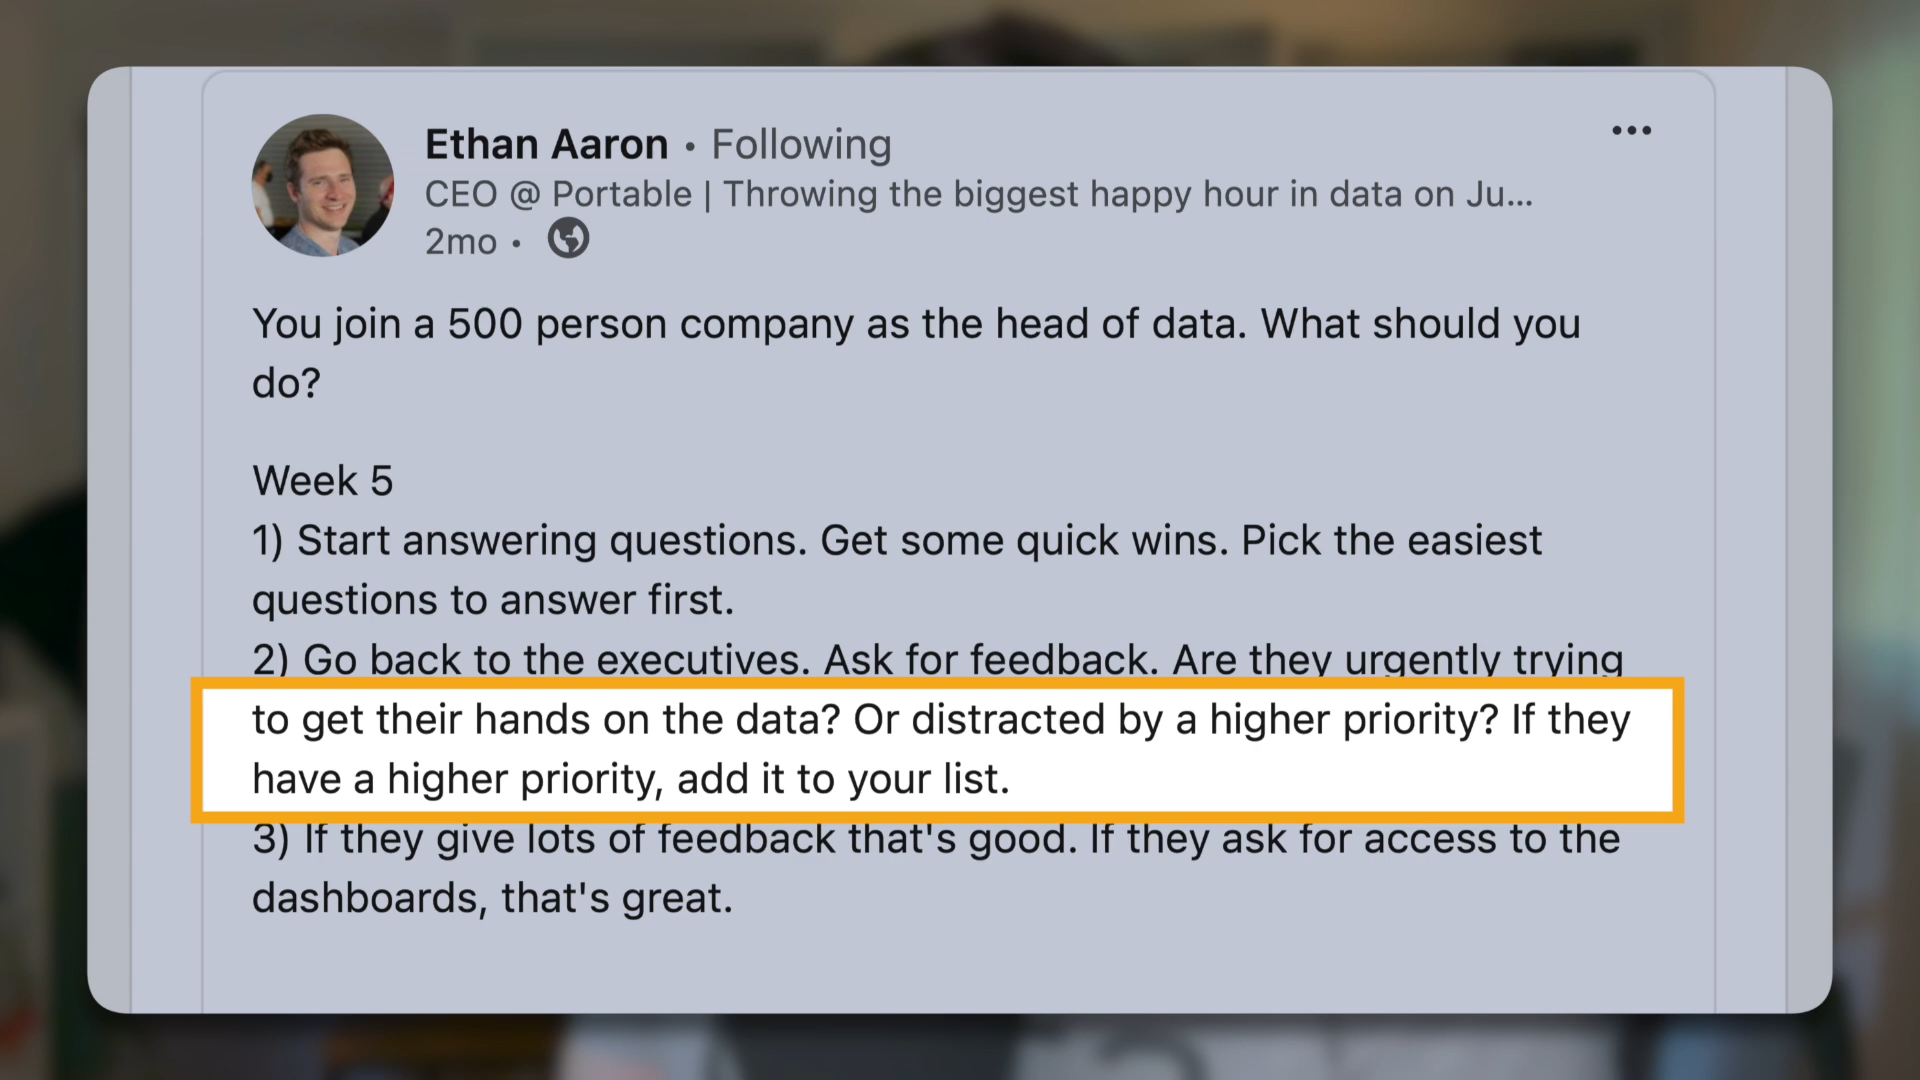 Ethan Aaron • Following
CEO @ Portable | Throwing the biggest happy hour in data on Ju...
2mo •
You join a 500 person company as the head of data. What should you
do?
Week 5
1) Start answering questions. Get some quick wins. Pick the easiest
questions to answer first.
2) Go back to the executives. Ask for feedback. Are they urgently trying
to get their hands on the data? Or distracted by a higher priority? If they
have a higher priority, add it to your list.
3) If they give lots of feedback that's good. If they ask for access to the
dashboards, that's great.